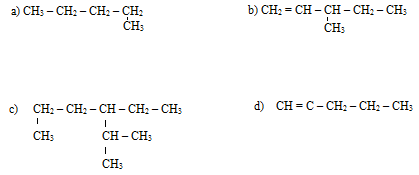 a) CH₃ – CH₂ – CH₂ – CH₂
CH₃
b) CH₂ = CH – CH – CH₂ – CH₃
CH₃
c) CH₂ – CH₂ – CH – CH₂ – CH₃
CH₃ CH – CH₃
CH₃
d) CH ≡ C – CH₂ – CH₂ – CH₃